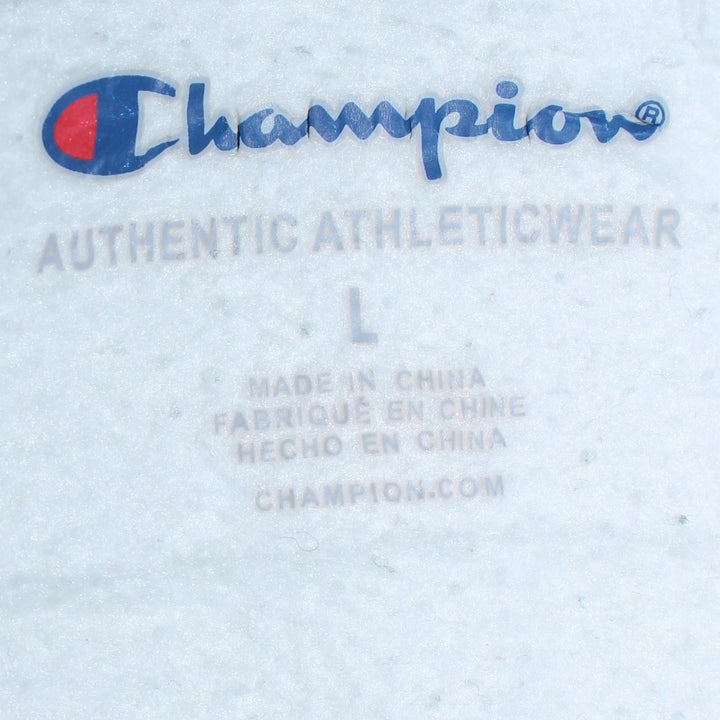 Champion®
AUTHENTIC ATHLETICWEAR
L
MADE IN CHINA
FABRIQUÉ EN CHINE
HECHO EN CHINA
CHAMPION.COM